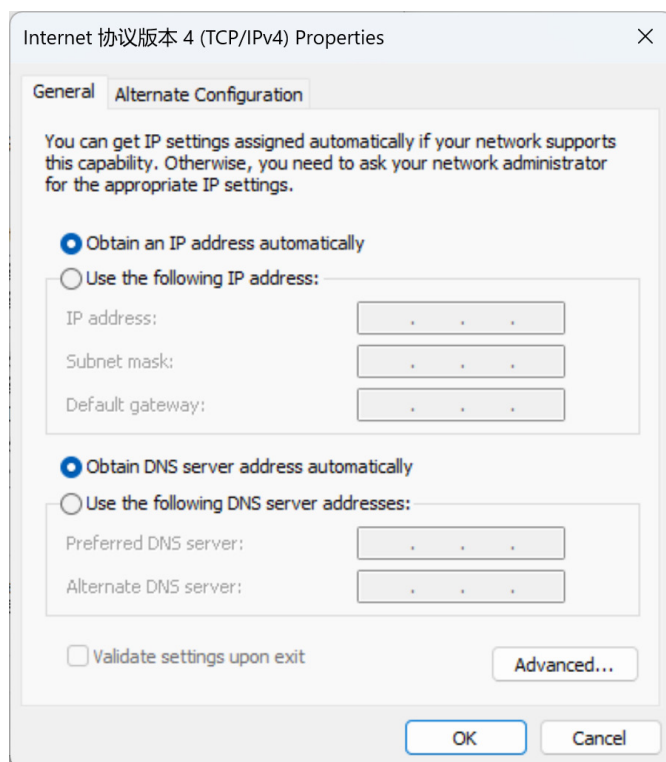 Internet 协议版本 4 (TCP/IPv4) Properties
General
Alternate Configuration
You can get IP settings assigned automatically if your network supports
this capability. Otherwise, you need to ask your network administrator
for the appropriate IP settings.
Obtain an IP address automatically
Use the following IP address:
IP address:
Subnet mask:
Default gateway:
Obtain DNS server address automatically
Use the following DNS server addresses:
Preferred DNS server:
Alternate DNS server:
Validate settings upon exit
Advanced...
OK
Cancel